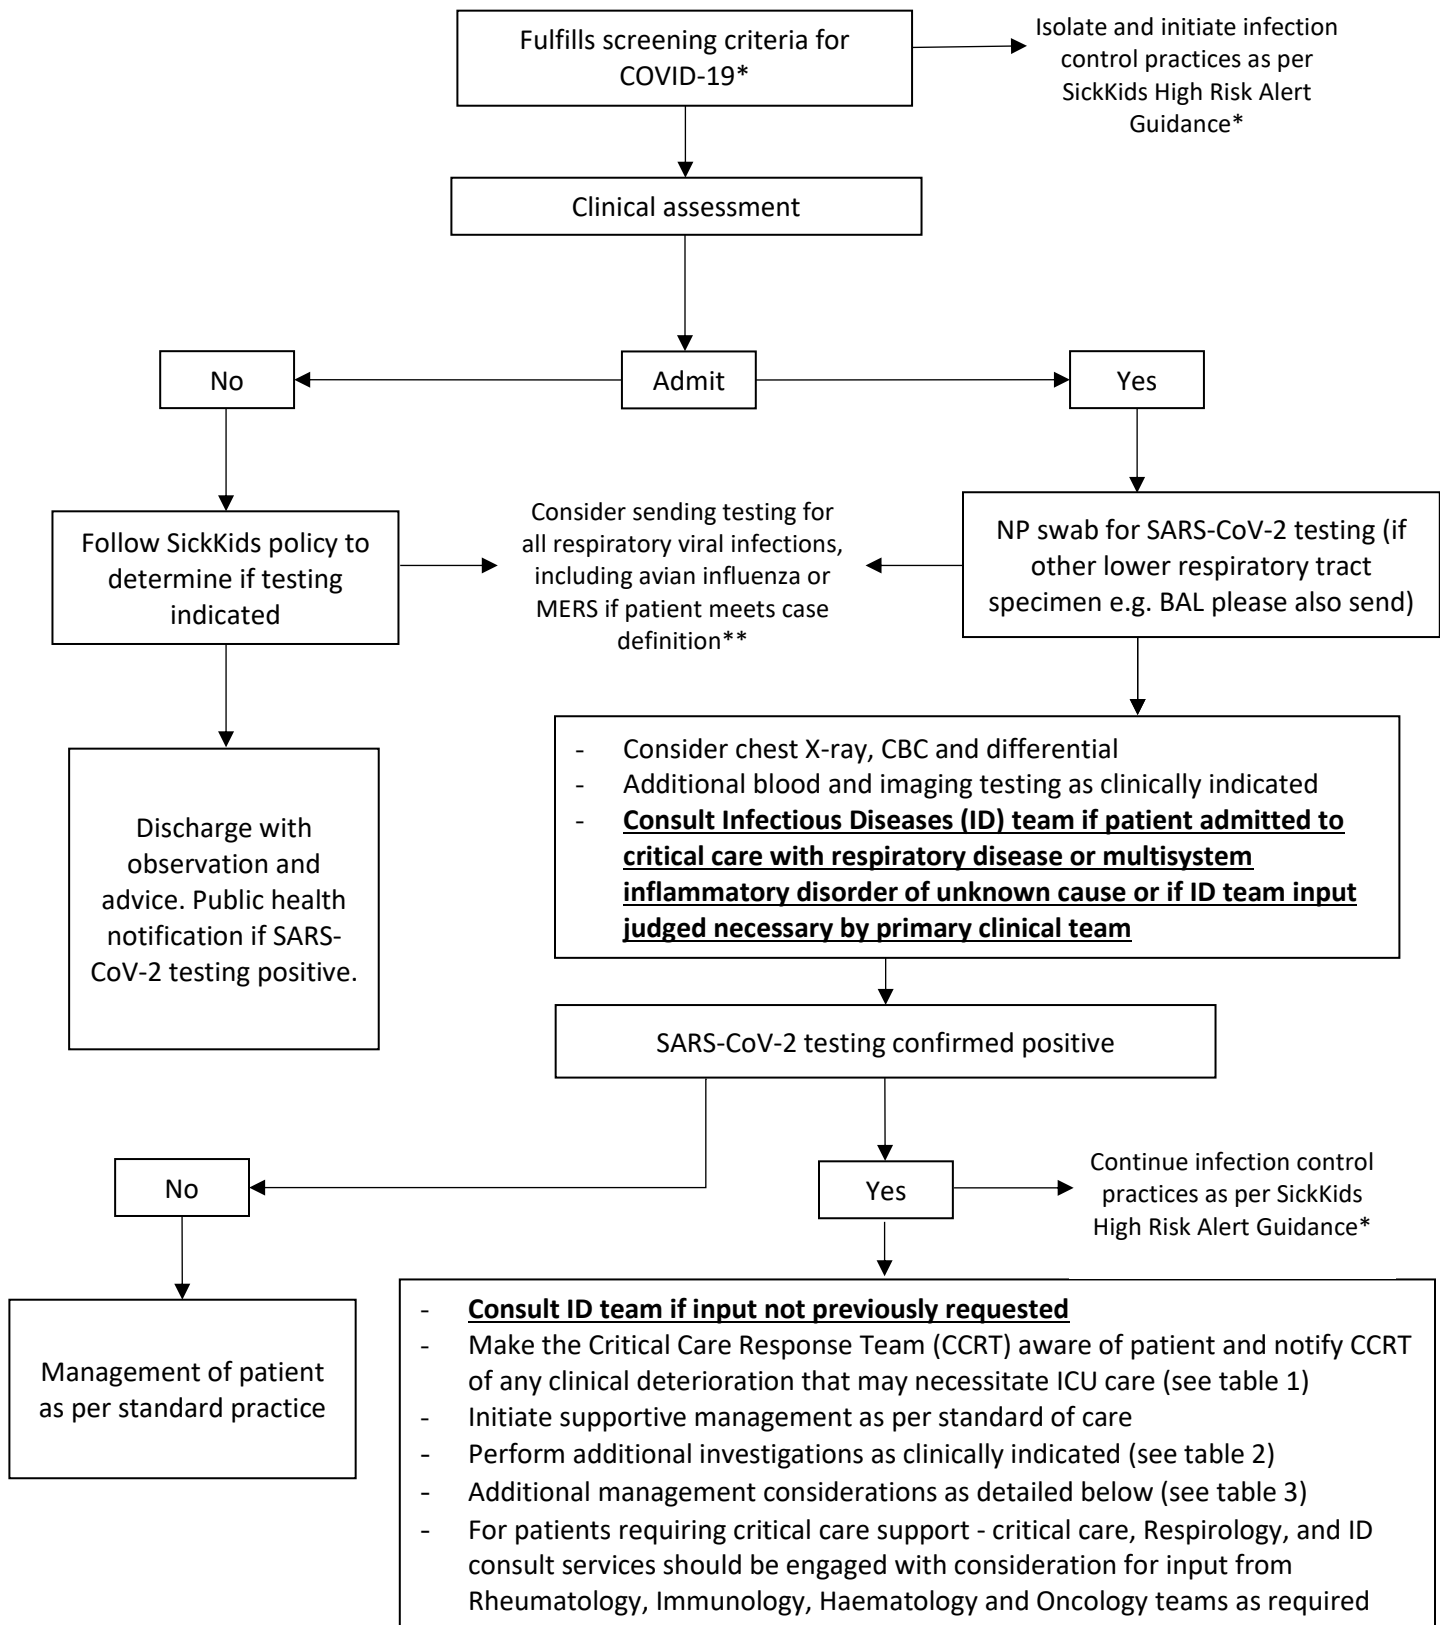 Fulfills screening criteria for
COVID-19*
Isolate and initiate infection
control practices as per
SickKids High Risk Alert
Guidance*
Clinical assessment
No
Admit
Yes
Follow SickKids policy to
determine if testing
indicated
Consider sending testing for
all respiratory viral infections,
including avian influenza or
MERS if patient meets case
definition**
NP swab for SARS-CoV-2 testing (if
other lower respiratory tract
specimen e.g. BAL please also send)
Discharge with
observation and
advice. Public health
notification if SARS-
CoV-2 testing positive.
- Consider chest X-ray, CBC and differential
- Additional blood and imaging testing as clinically indicated
- Consult Infectious Diseases (ID) team if patient admitted to
critical care with respiratory disease or multisystem
inflammatory disorder of unknown cause or if ID team input
judged necessary by primary clinical team
SARS-CoV-2 testing confirmed positive
No
Yes
Continue infection control
practices as per SickKids
High Risk Alert Guidance*
Management of patient
as per standard practice
- Consult ID team if input not previously requested
- Make the Critical Care Response Team (CCRT) aware of patient and notify CCRT
of any clinical deterioration that may necessitate ICU care (see table 1)
- Initiate supportive management as per standard of care
- Perform additional investigations as clinically indicated (see table 2)
- Additional management considerations as detailed below (see table 3)
- For patients requiring critical care support - critical care, Respirology, and ID
consult services should be engaged with consideration for input from
Rheumatology, Immunology, Haematology and Oncology teams as required